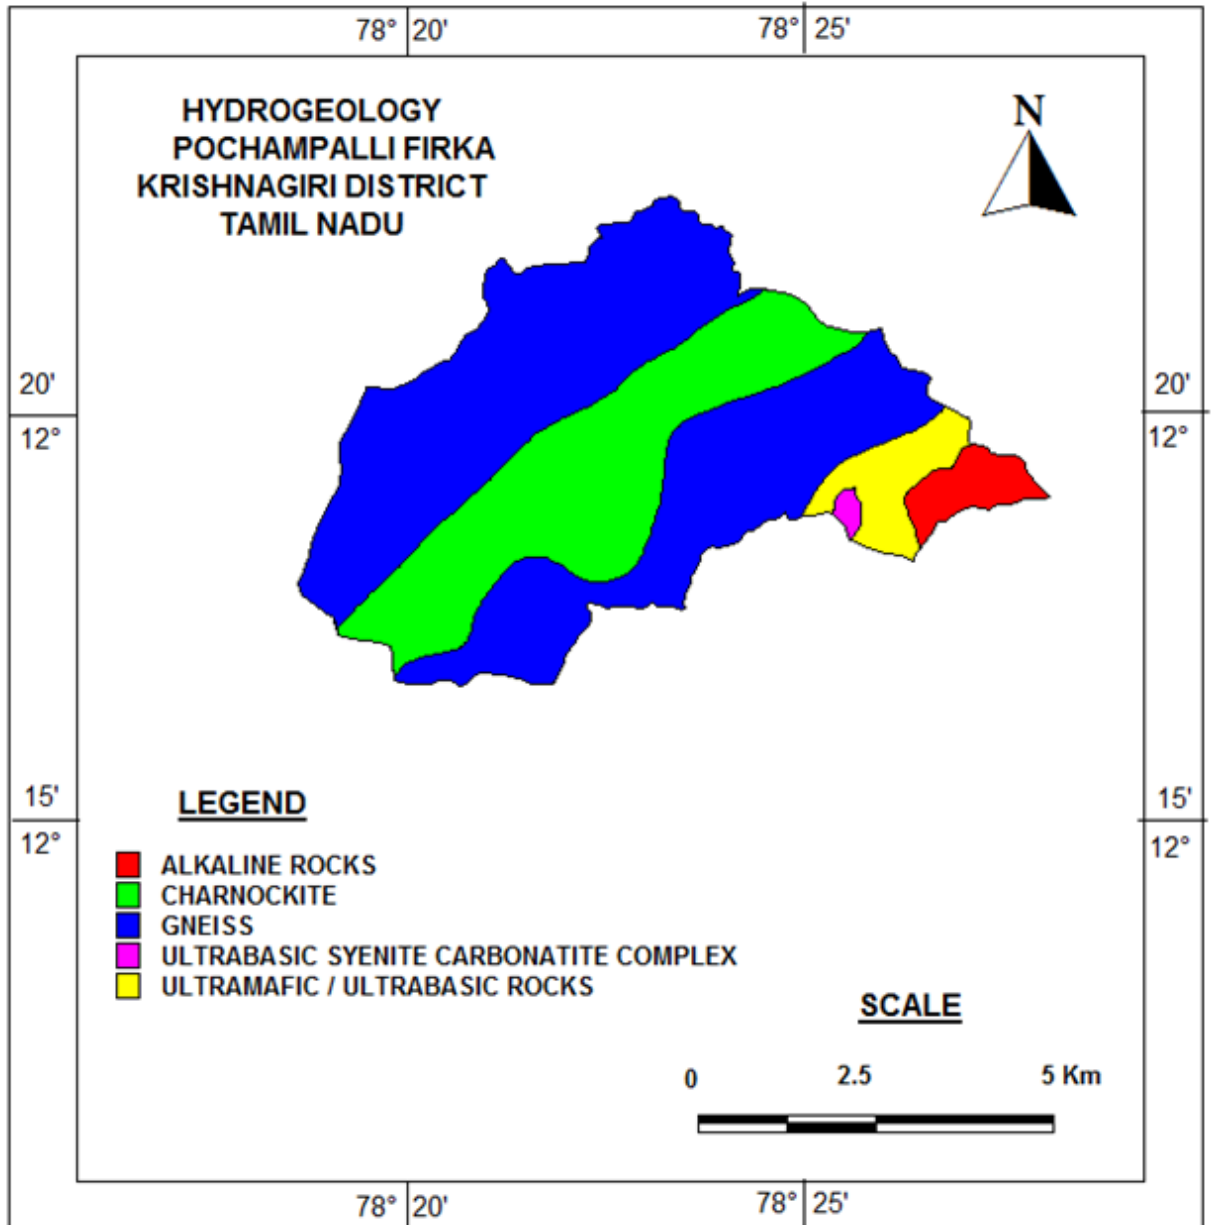 78° 20' 78° 25'
HYDROGEOLOGY
POCHAMPALLI FIRKA
KRISHNAGIRI DISTRICT
TAMIL NADU
N
20' 20'
12° 12°
15' 15'
12° 12°
LEGEND
ALKALINE ROCKS
CHARNOCKITE
GNEISS
ULTRABASIC SYENITE CARBONATITE COMPLEX
ULTRAMAFIC / ULTRABASIC ROCKS
SCALE
0 2.5 5 Km
78° 20' 78° 25'